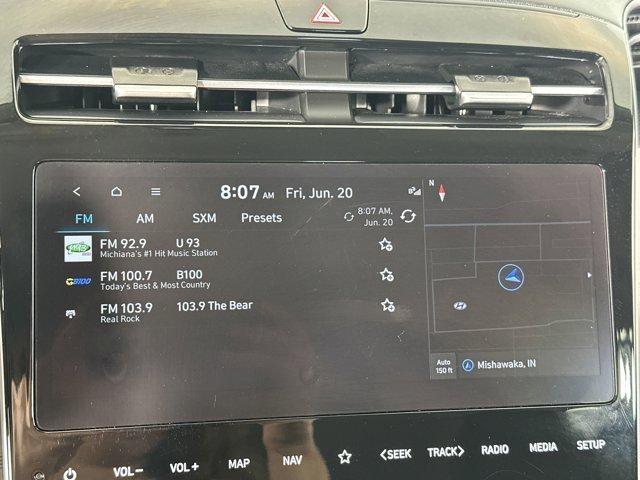 8:07 AM Fri, Jun. 20
N
FM AM SXM Presets
8:07 AM,
Jun. 20
FM 92.9 U 93
Michiana's #1 Hit Music Station
FM 100.7 B100
Today's Best & Most Country
B100
FM 103.9 103.9 The Bear
Real Rock
Auto
150 ft
Mishawaka, IN
VOL− VOL+ MAP NAV <SEEK TRACK> RADIO MEDIA SETUP